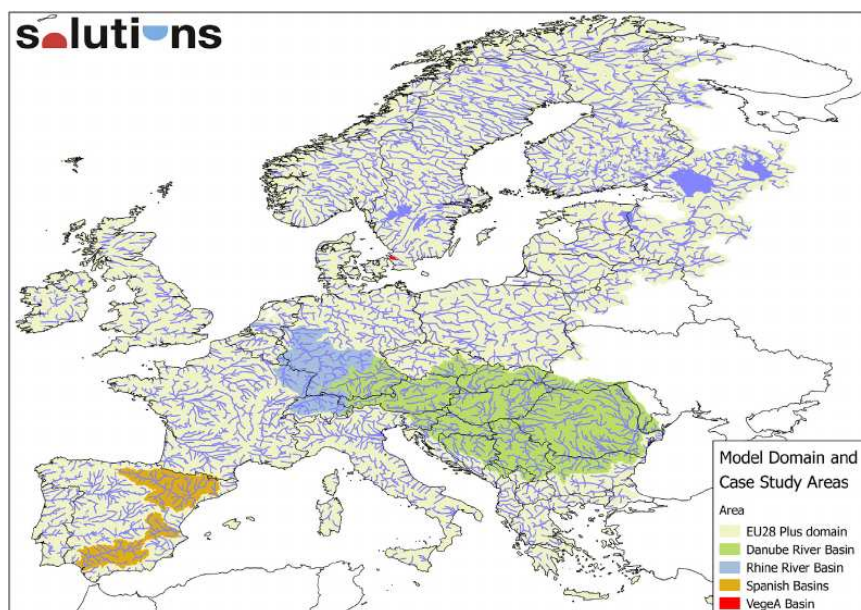 solutions
Model Domain and
Case Study Areas
Area
EU28 Plus domain
Danube River Basin
Rhine River Basin
Spanish Basins
VegeA Basin